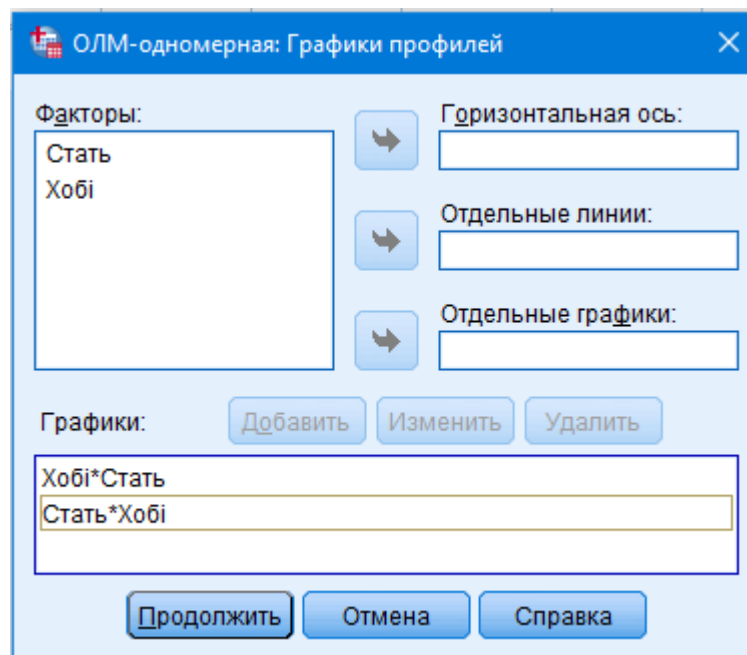 ОЛМ-одномерная: Графики профилей
Факторы:
Стать
Хобі
Горизонтальная ось:
Отдельные линии:
Отдельные графики:
Графики:
Добавить
Изменить
Удалить
Хобі*Стать
Стать*Хобі
Продолжить
Отмена
Справка